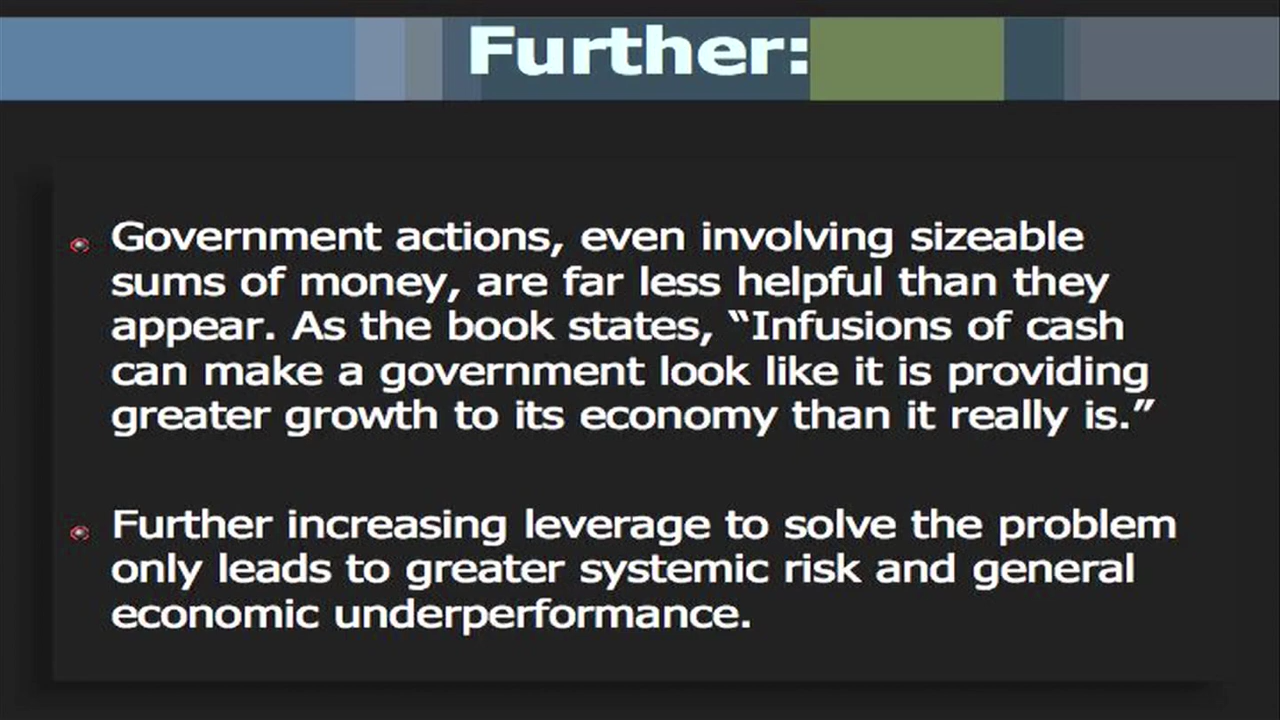 Further:
Government actions, even involving sizeable
sums of money, are far less helpful than they
appear. As the book states, “Infusions of cash
can make a government look like it is providing
greater growth to its economy than it really is.”
Further increasing leverage to solve the problem
only leads to greater systemic risk and general
economic underperformance.